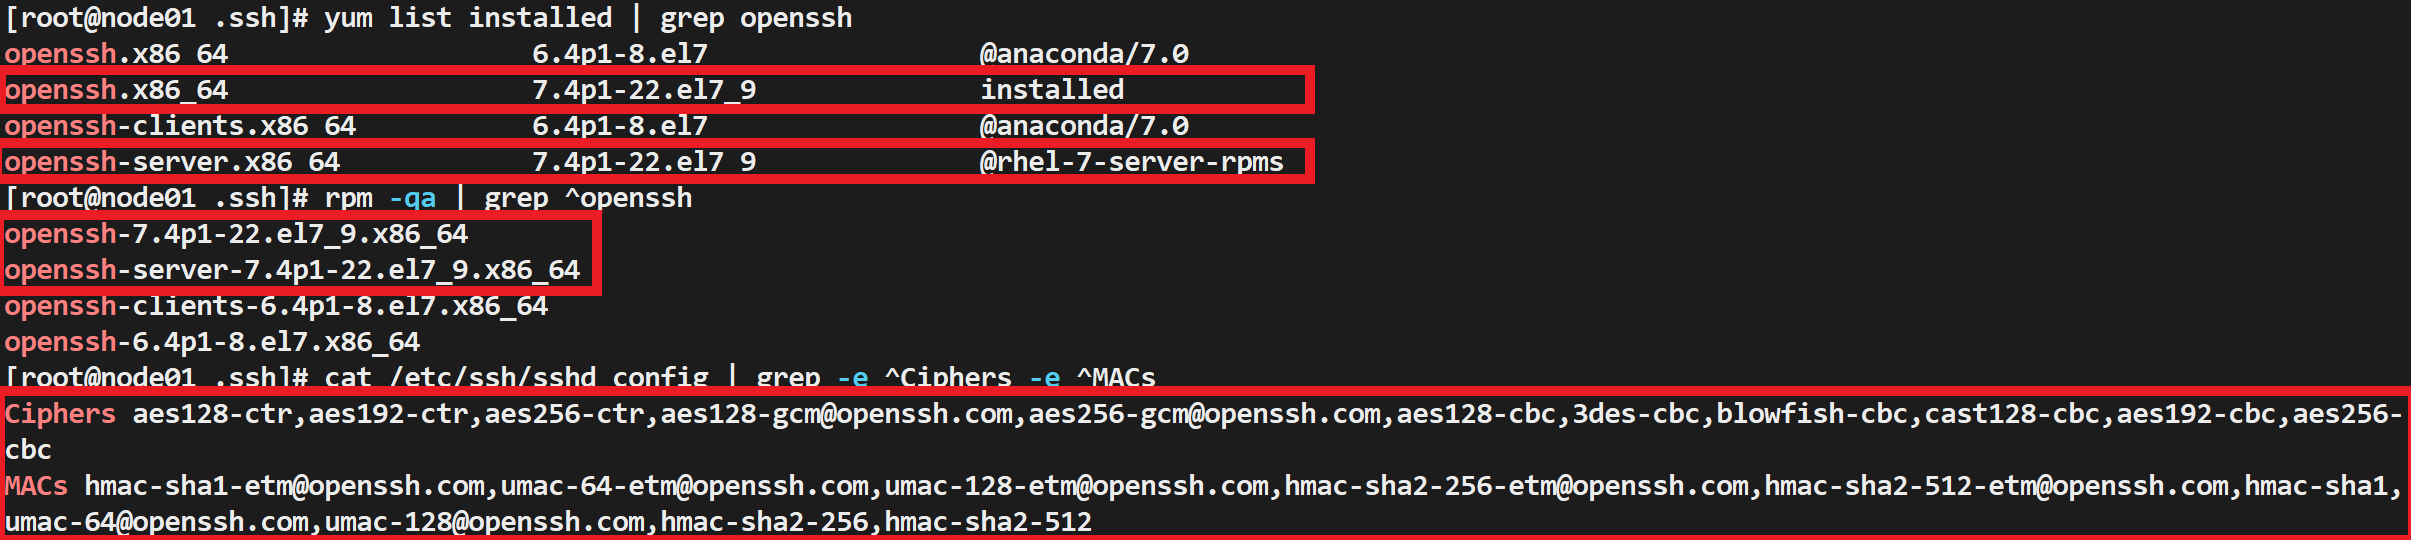 [root@node01 .ssh]# yum list installed | grep openssh
openssh.x86_64                   6.4p1-8.el7                 @anaconda/7.0
openssh.x86_64                   7.4p1-22.el7_9              installed
openssh-clients.x86_64           6.4p1-8.el7                 @anaconda/7.0
openssh-server.x86_64            7.4p1-22.el7_9              @rhel-7-server-rpms
[root@node01 .ssh]# rpm -qa | grep ^openssh
openssh-7.4p1-22.el7_9.x86_64
openssh-server-7.4p1-22.el7_9.x86_64
openssh-clients-6.4p1-8.el7.x86_64
openssh-6.4p1-8.el7.x86_64
[root@node01 .ssh]# cat /etc/ssh/sshd_config | grep -e ^Ciphers -e ^MACs
Ciphers aes128-ctr,aes192-ctr,aes256-ctr,aes128-gcm@openssh.com,aes256-gcm@openssh.com,aes128-cbc,3des-cbc,blowfish-cbc,cast128-cbc,aes192-cbc,aes256-
cbc
MACs hmac-sha1-etm@openssh.com,umac-64-etm@openssh.com,umac-128-etm@openssh.com,hmac-sha2-256-etm@openssh.com,hmac-sha2-512-etm@openssh.com,hmac-sha1,
umac-64@openssh.com,umac-128@openssh.com,hmac-sha2-256,hmac-sha2-512